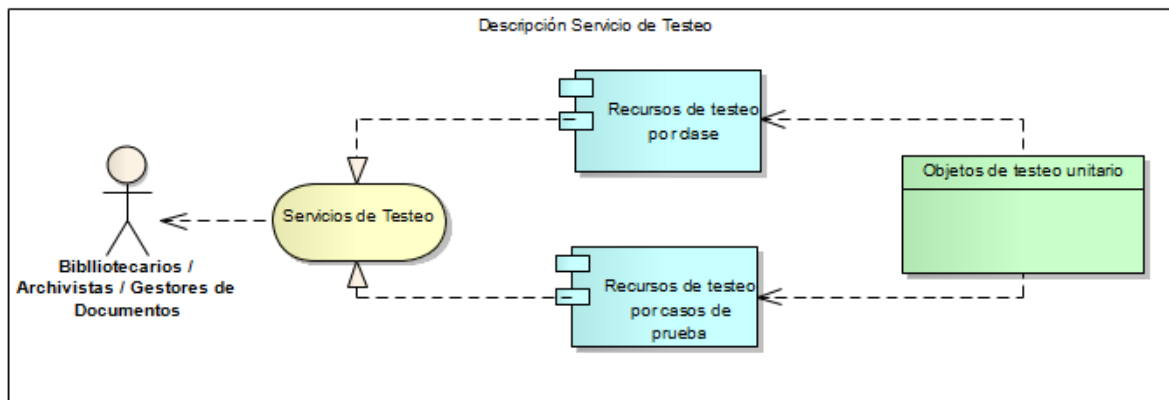 Descripción Servicio de Testeo
Recursos de testeo
por clase
Objetos de testeo unitario
Servicios de Testeo
Biblliotecarios /
Archivistas / Gestores de
Documentos
Recursos de testeo
por casos de
prueba